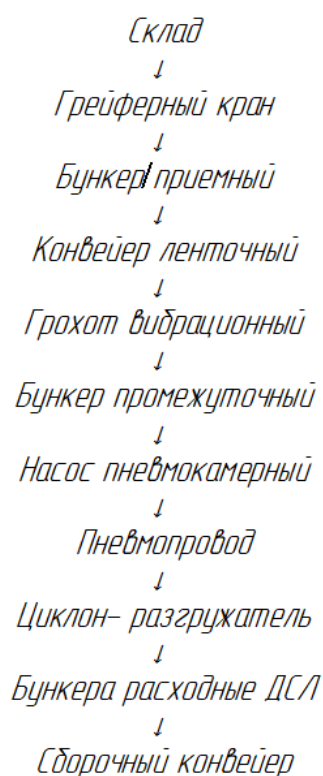 Склад
↓
Грейферный кран
↓
Бункер приемный
↓
Конвейер ленточный
↓
Грохот вибрационный
↓
Бункер промежуточный
↓
Насос пневмокамерный
↓
Пневмопровод
↓
Циклон- разгружатель
↓
Бункера расходные ДСЛ
↓
Сборочный конвейер